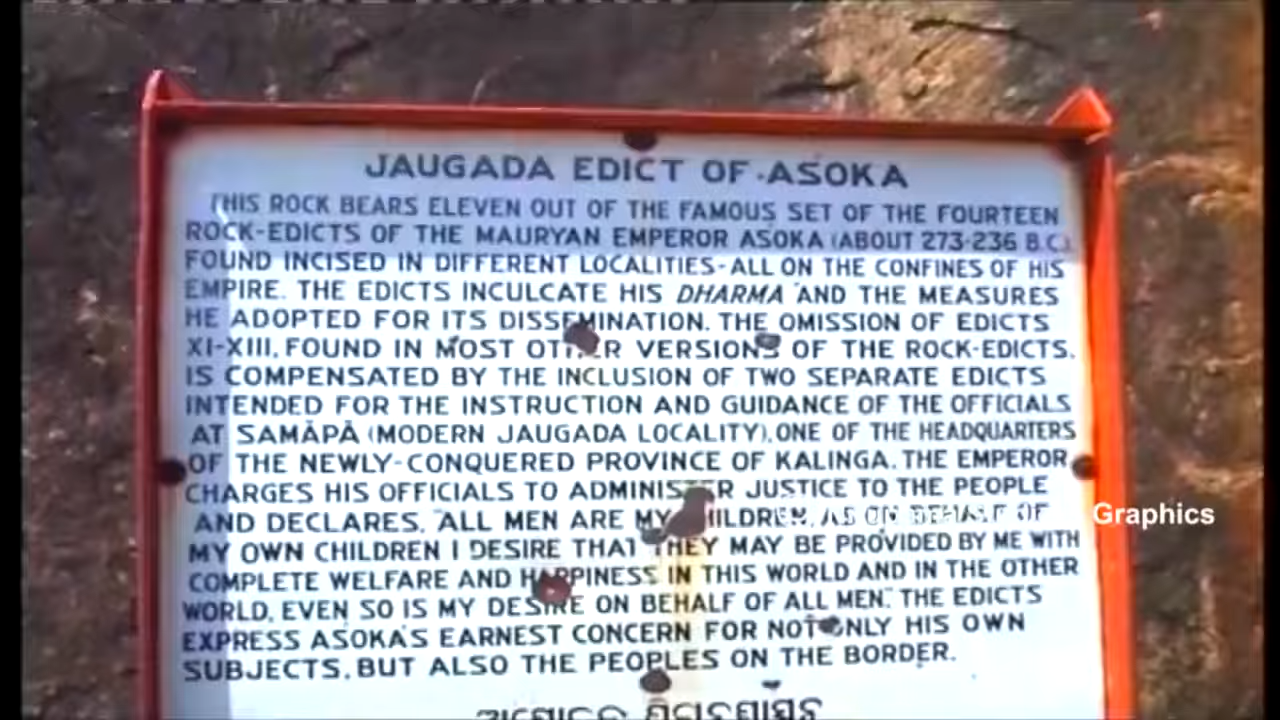 JAUGADA EDICT OF ASOKA
THIS ROCK BEARS ELEVEN OUT OF THE FAMOUS SET OF THE FOURTEEN
ROCK-EDICTS OF THE MAURYAN EMPEROR ASOKA (ABOUT 273-236 B.C.),
FOUND INCISED IN DIFFERENT LOCALITIES-ALL ON THE CONFINES OF HIS
EMPIRE. THE EDICTS INCULCATE HIS DHARMA AND THE MEASURES
HE ADOPTED FOR ITS DISSEMINATION. THE OMISSION OF EDICTS
XI-XIII, FOUND IN MOST OTHER VERSIONS OF THE ROCK-EDICTS,
IS COMPENSATED BY THE INCLUSION OF TWO SEPARATE EDICTS
INTENDED FOR THE INSTRUCTION AND GUIDANCE OF THE OFFICIALS
AT SAMĀPĀ (MODERN JAUGADA LOCALITY), ONE OF THE HEADQUARTERS
OF THE NEWLY-CONQUERED PROVINCE OF KALINGA. THE EMPEROR
CHARGES HIS OFFICIALS TO ADMINISTER JUSTICE TO THE PEOPLE
AND DECLARES, "ALL MEN ARE MY CHILDREN, AS ON BEHALF OF
MY OWN CHILDREN I DESIRE THAT THEY MAY BE PROVIDED BY ME WITH
COMPLETE WELFARE AND HAPPINESS IN THIS WORLD AND IN THE OTHER
WORLD, EVEN SO IS MY DESIRE ON BEHALF OF ALL MEN." THE EDICTS
EXPRESS ASOKA'S EARNEST CONCERN FOR NOT ONLY HIS OWN
SUBJECTS, BUT ALSO THE PEOPLES ON THE BORDER.
Graphics